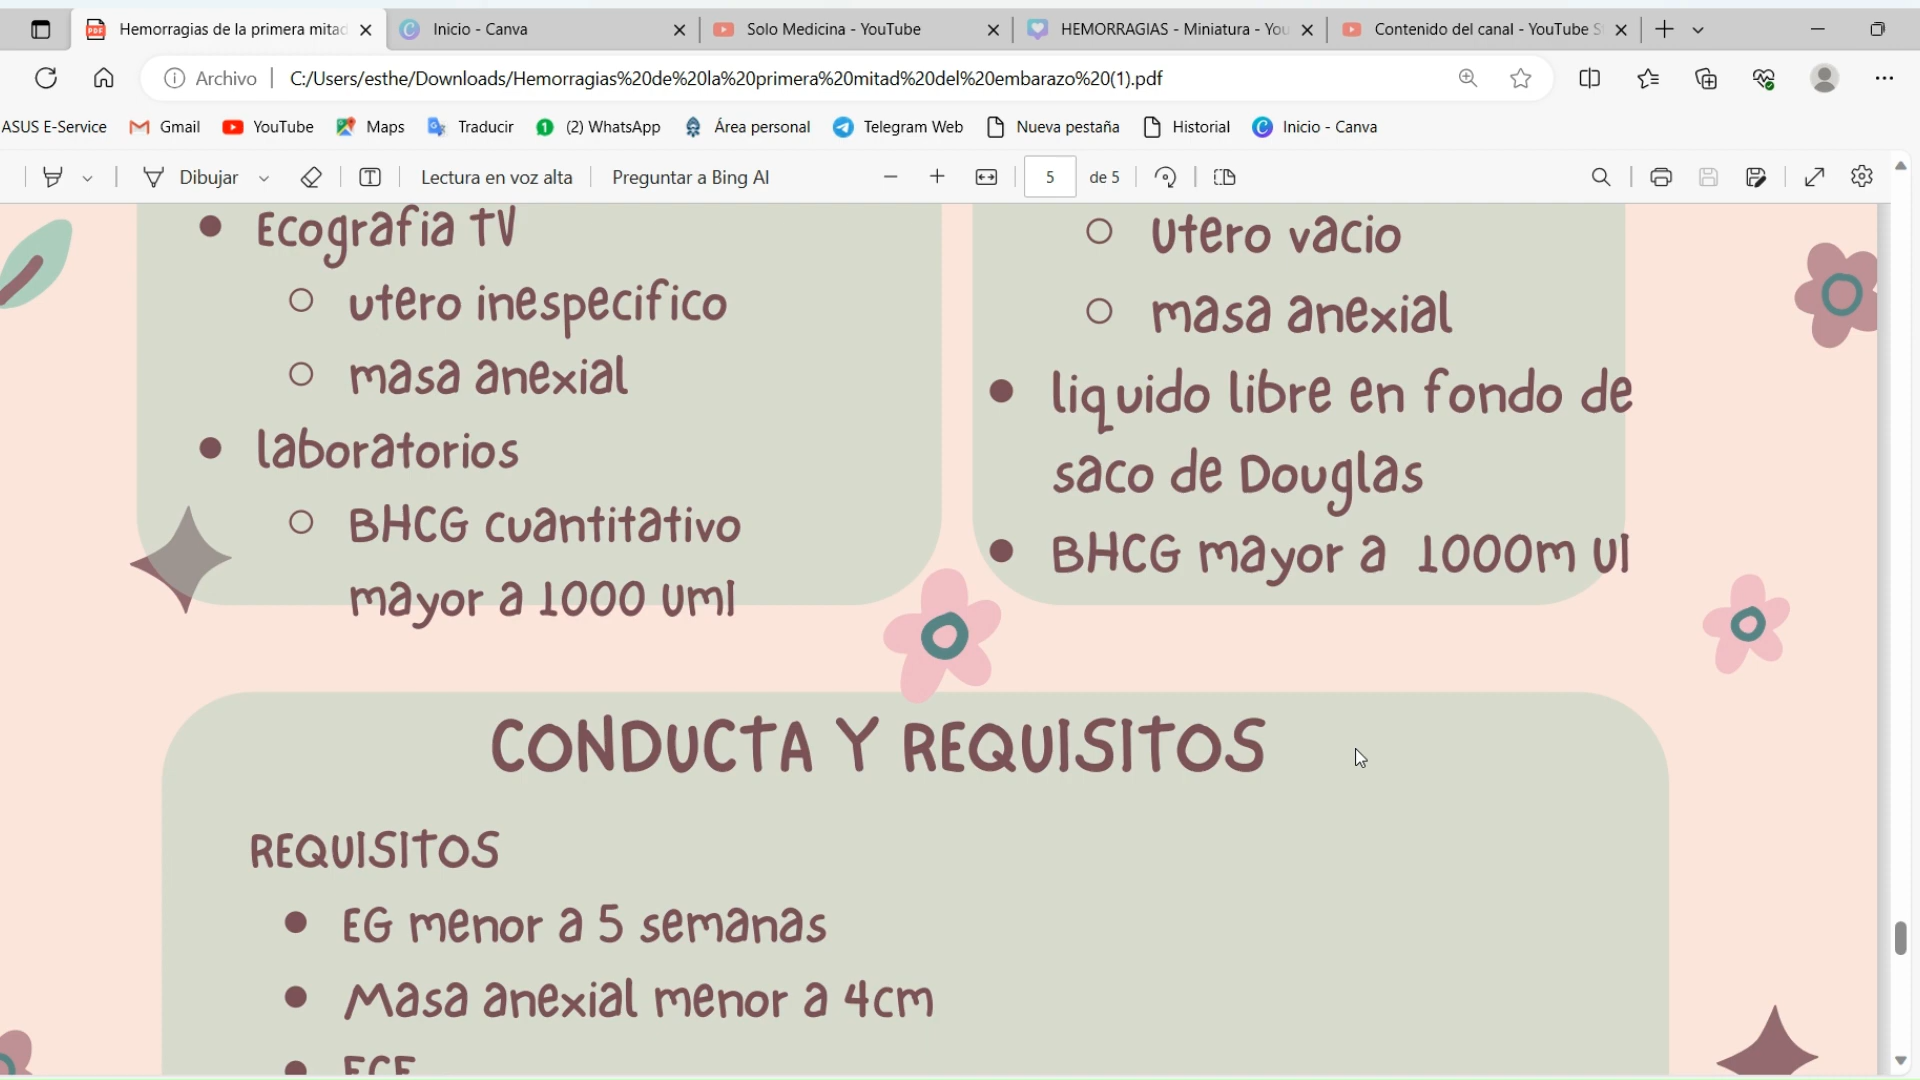 Hemorragias de la primera mitad
Inicio - Canva
Solo Medicina - YouTube
HEMORRAGIAS - Miniatura - You
Contenido del canal - YouTube S
Archivo
C:/Users/esthe/Downloads/Hemorragias%20de%20la%20primera%20mitad%20del%20embarazo%20(1).pdf
ASUS E-Service
Gmail
YouTube
Maps
Traducir
(2) WhatsApp
Área personal
Telegram Web
Nueva pestaña
Historial
Inicio - Canva
Dibujar
Lectura en voz alta
Preguntar a Bing AI
5
de 5
Ecografia TV
utero inespecifico
masa anexial
laboratorios
BHCG cuantitativo
mayor a 1000 UmI
Utero vacio
masa anexial
liquido libre en fondo de
saco de Douglas
BHCG mayor a 1000m UI
CONDUCTA Y REQUISITOS
REQUISITOS
EG menor a 5 semanas
Masa anexial menor a 4cm